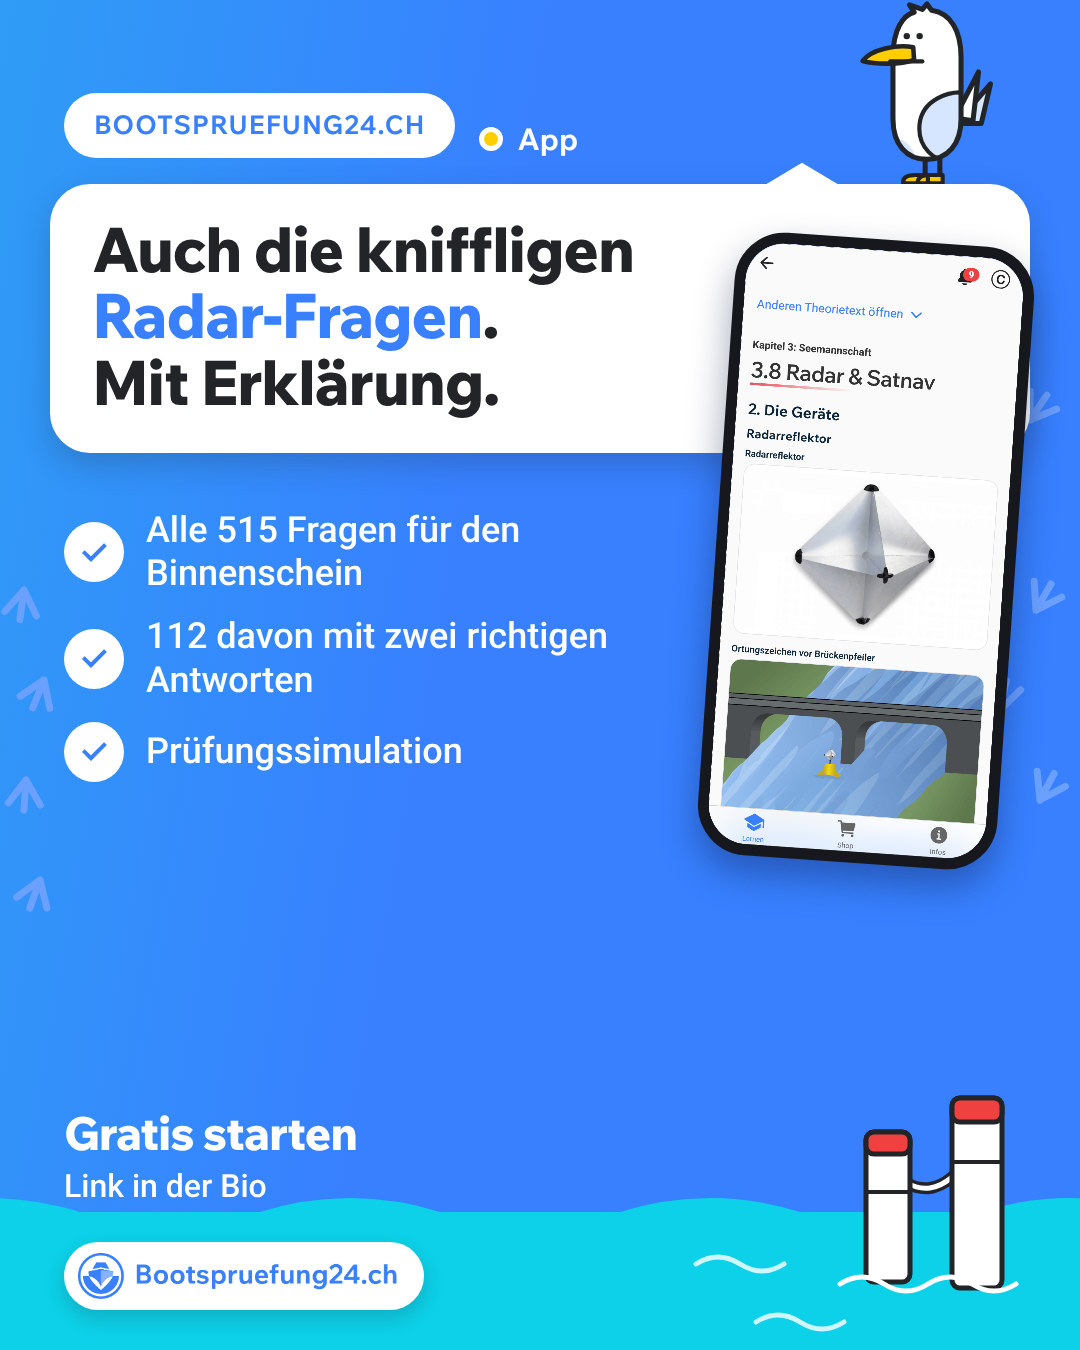 BOOTSPRUEFUNG24.CH
App
Auch die kniffligen
Radar-Fragen.
Mit Erklärung.
Alle 515 Fragen für den
Binnenschein
112 davon mit zwei richtigen
Antworten
Prüfungssimulation
9
C
Anderen Theorietext öffnen
Kapitel 3: Seemannschaft
3.8 Radar & Satnav
2. Die Geräte
Radarreflektor
Radarreflektor
Ortungszeichen vor Brückenpfeiler
Lernen
Shop
Infos
Gratis starten
Link in der Bio
Bootspruefung24.ch